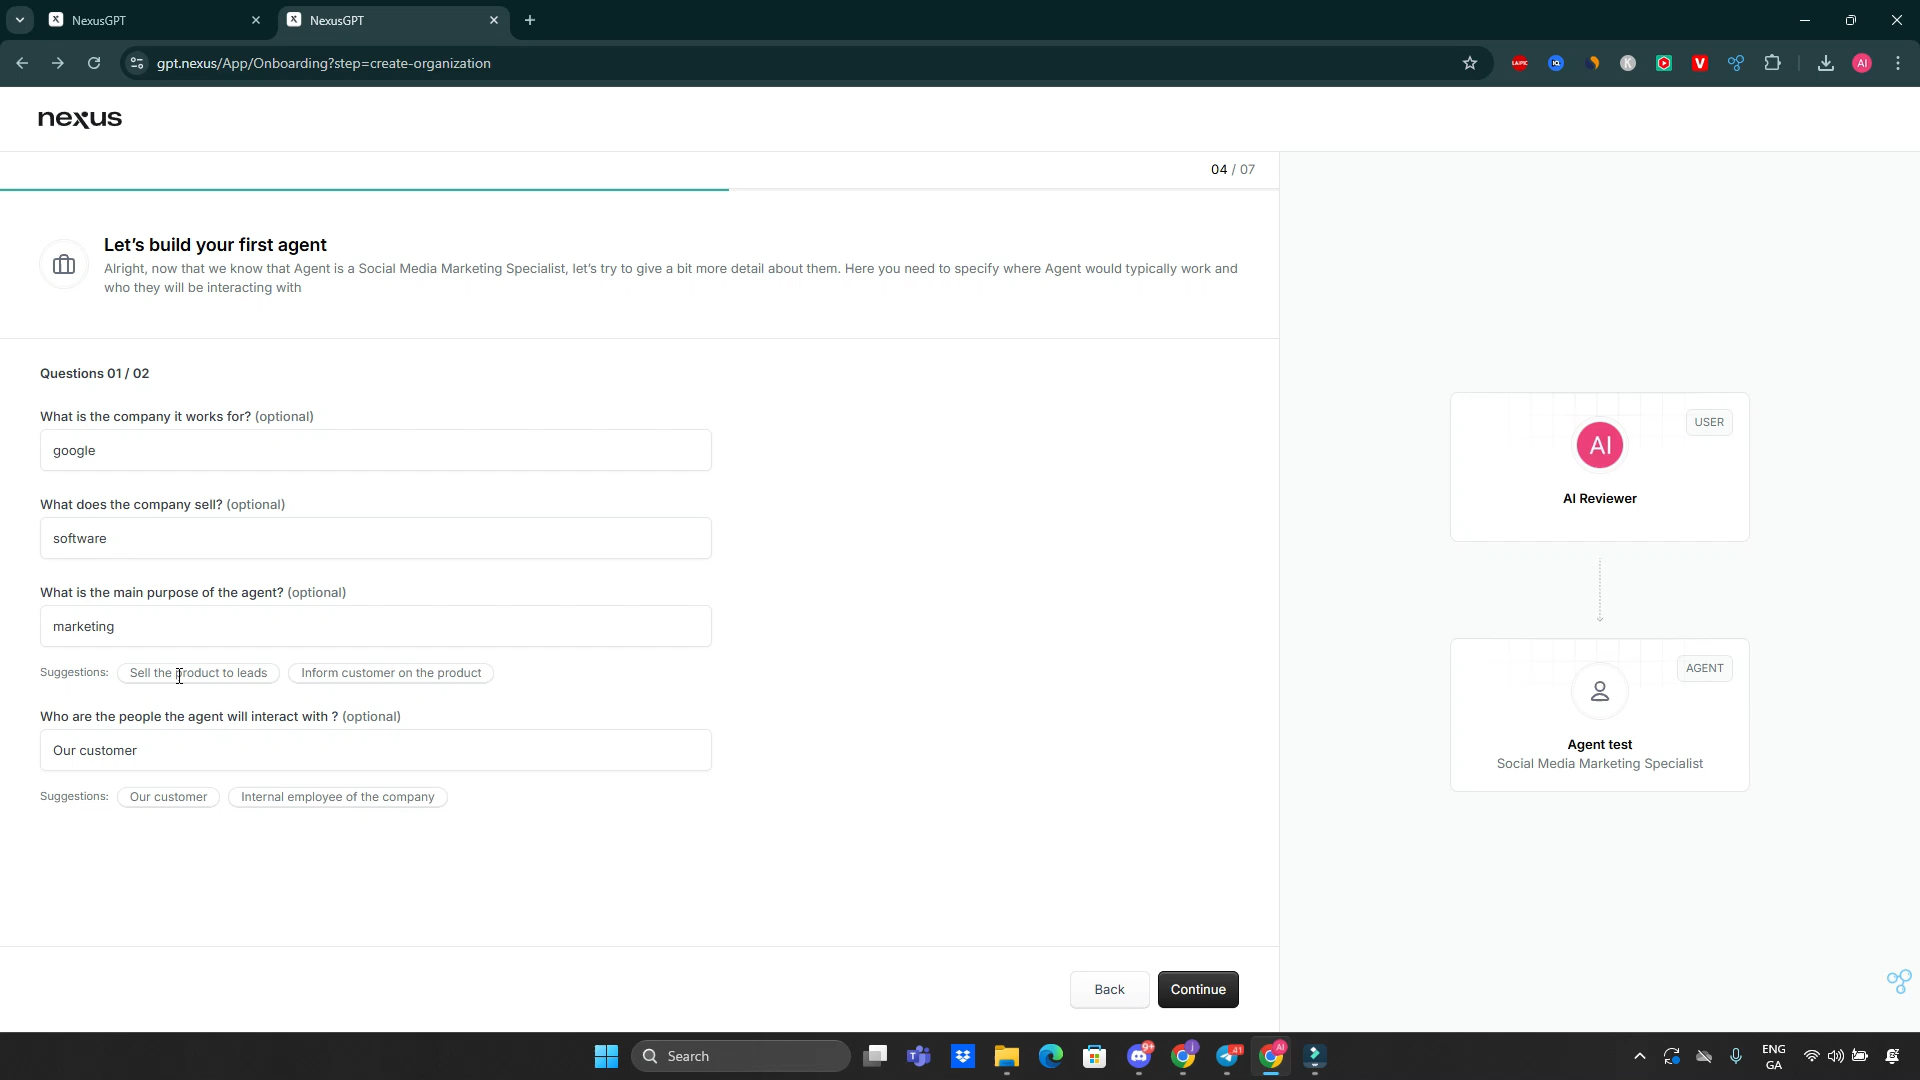 NexusGPT
NexusGPT
gpt.nexus/App/Onboarding?step=create-organization
AI
nexus
04 / 07
Let's build your first agent
Alright, now that we know that Agent is a Social Media Marketing Specialist, let's try to give a bit more detail about them. Here you need to specify where Agent would typically work and
who they will be interacting with
Questions 01 / 02
What is the company it works for? (optional)
google
What does the company sell? (optional)
software
What is the main purpose of the agent? (optional)
marketing
Suggestions: Sell the product to leads Inform customer on the product
Who are the people the agent will interact with ? (optional)
Our customer
Suggestions: Our customer Internal employee of the company
Back Continue
USER
AI
AI Reviewer
AGENT
Agent test
Social Media Marketing Specialist
Search
ENG
GA